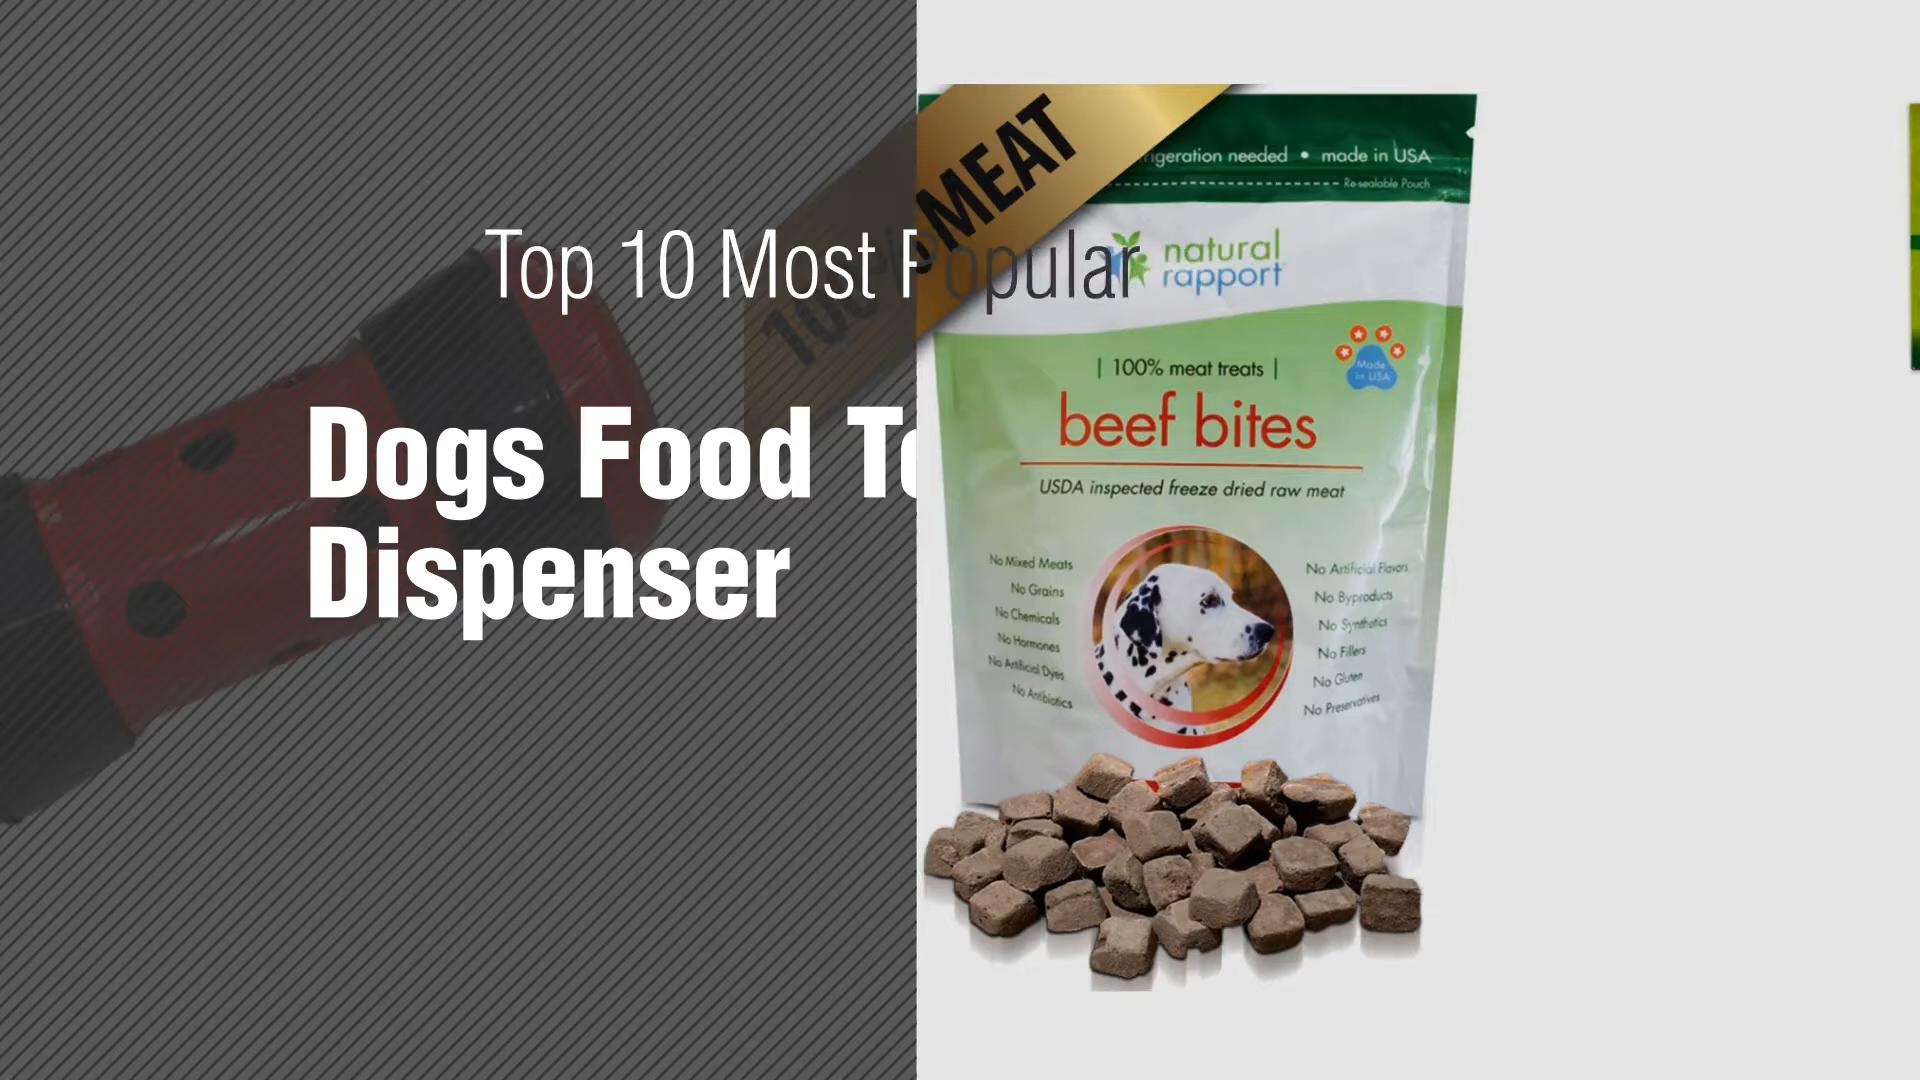 Top 10 Most Popular
Dogs Food
Dispenser
100% MEAT
needed • made in USA
Re-sealable Pouch
natural
rapport
| 100% meat treats |
beef bites
USDA inspected freeze dried raw meat
Made
in USA
No Mixed Meats
No Grains
No Chemicals
No Hormones
No Artificial Dyes
No Antibiotics
No Artificial Flavors
No Byproducts
No Synthetics
No Fillers
No Gluten
No Preservatives